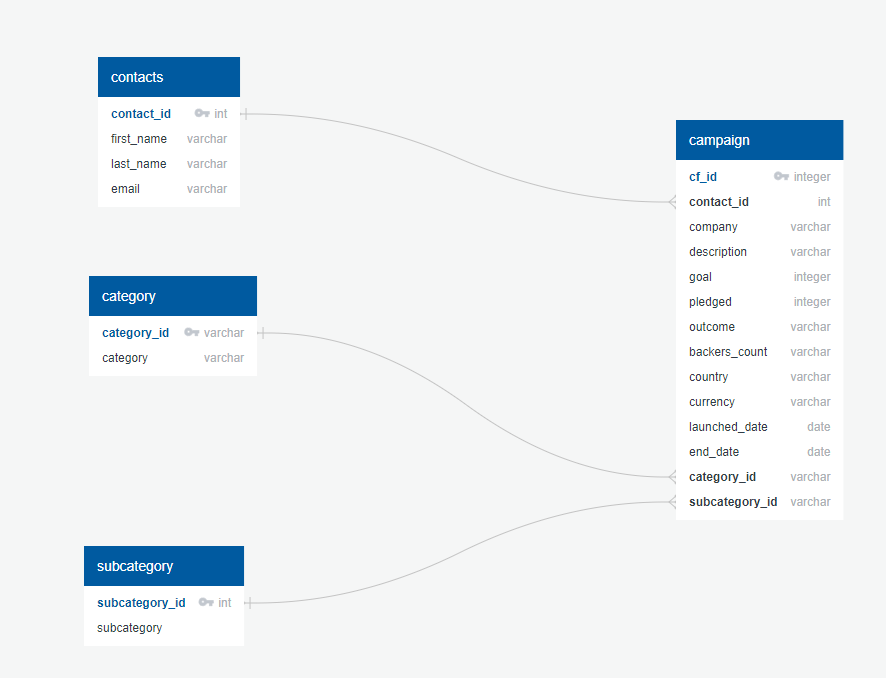 contacts
contact_id int
first_name varchar
last_name varchar
email varchar
category
category_id varchar
category varchar
subcategory
subcategory_id int
subcategory
campaign
cf_id integer
contact_id int
company varchar
description varchar
goal integer
pledged integer
outcome varchar
backers_count varchar
country varchar
currency varchar
launched_date date
end_date date
category_id varchar
subcategory_id varchar